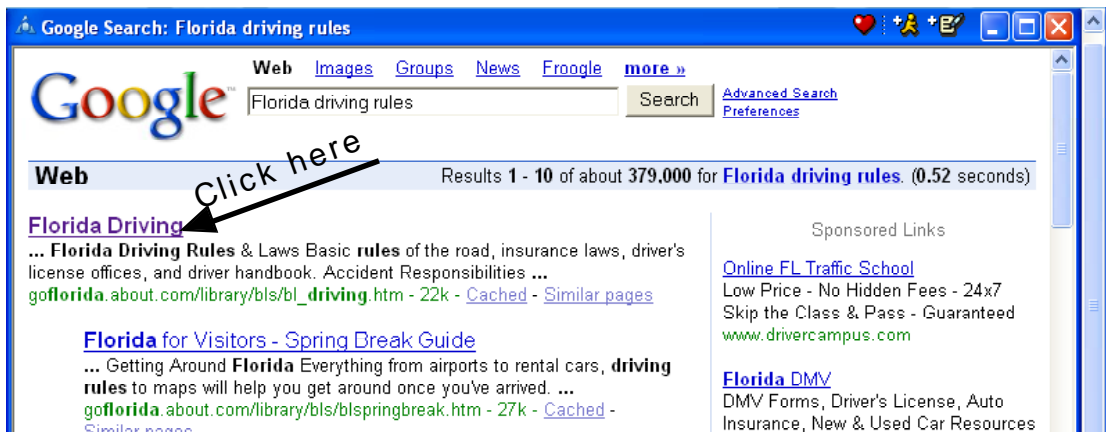 Google Search: Florida driving rules
Google™
Web Images Groups News Froogle more »
Florida driving rules
Search
Advanced Search
Preferences
Click here
Web
Results 1 - 10 of about 379,000 for Florida driving rules. (0.52 seconds)
Florida Driving
... Florida Driving Rules & Laws Basic rules of the road, insurance laws, driver's
license offices, and driver handbook. Accident Responsibilities ...
goflorida.about.com/library/bls/bl_driving.htm - 22k - Cached - Similar pages
Florida for Visitors - Spring Break Guide
... Getting Around Florida Everything from airports to rental cars, driving
rules to maps will help you get around once you've arrived. ...
goflorida.about.com/library/bls/blspringbreak.htm - 27k - Cached -
Similar pages
Sponsored Links
Online FL Traffic School
Low Price - No Hidden Fees - 24x7
Skip the Class & Pass - Guaranteed
www.drivercampus.com
Florida DMV
DMV Forms, Driver's License, Auto
Insurance, New & Used Car Resources